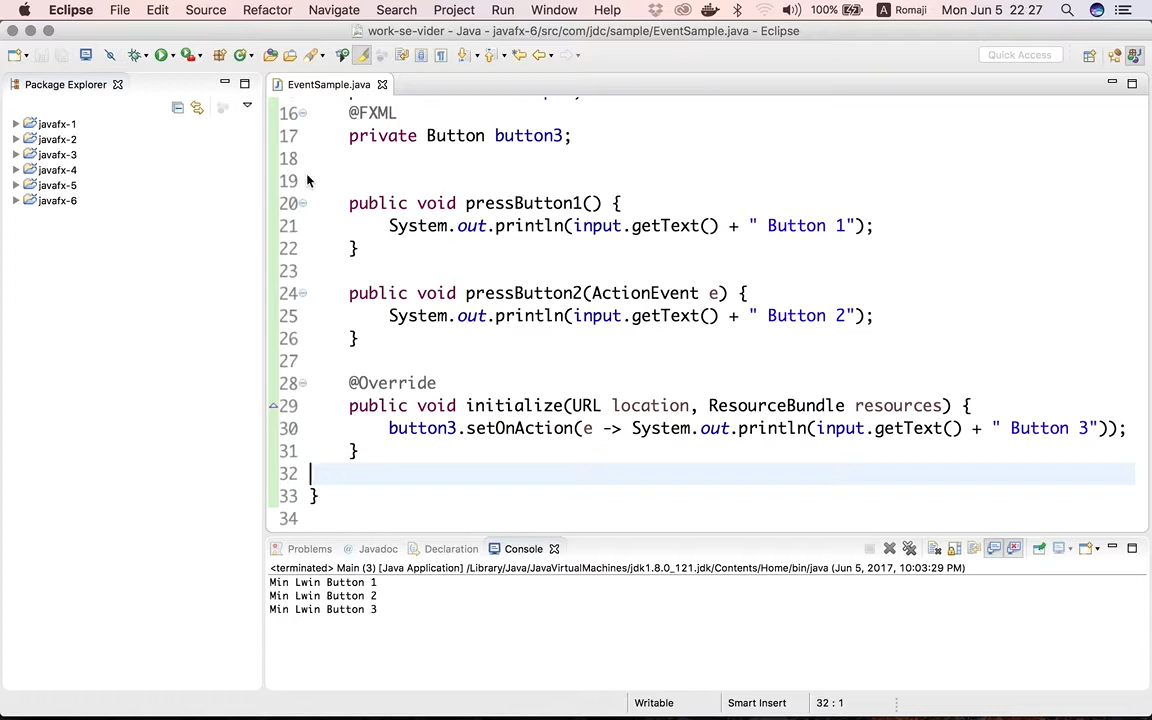 Eclipse File Edit Source Refactor Navigate Search Project Run Window Help 100% A Romaji Mon Jun 5 22 27
work-se-vider - Java - javafx-6/src/com/jdc/sample/EventSample.java - Eclipse
Quick Access
Package Explorer
EventSample.java
javafx-1
javafx-2
javafx-3
javafx-4
javafx-5
javafx-6
16 @FXML
17 private Button button3;
18
19
20 public void pressButton1() {
21 System.out.println(input.getText() + " Button 1");
22 }
23
24 public void pressButton2(ActionEvent e) {
25 System.out.println(input.getText() + " Button 2");
26 }
27
28 @Override
29 public void initialize(URL location, ResourceBundle resources) {
30 button3.setOnAction(e -> System.out.println(input.getText() + " Button 3"));
31 }
32
33 }
34
Problems @ Javadoc Declaration Console
<terminated> Main (3) [Java Application] /Library/Java/JavaVirtualMachines/jdk1.8.0_121.jdk/Contents/Home/bin/java (Jun 5, 2017, 10:03:29 PM)
Min Lwin Button 1
Min Lwin Button 2
Min Lwin Button 3
Writable Smart Insert 32 : 1